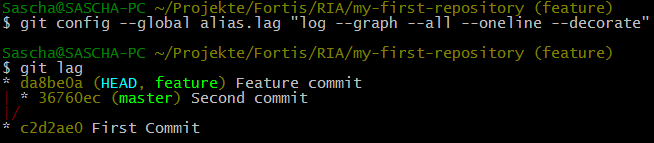 Sascha@SASCHA-PC ~/Projekte/Fortis/RIA/my-first-repository (feature)
$ git config --global alias.lag "log --graph --all --oneline --decorate"
Sascha@SASCHA-PC ~/Projekte/Fortis/RIA/my-first-repository (feature)
$ git lag
* da8be0a (HEAD, feature) Feature commit
| * 36760ec (master) Second commit
|/
* c2d2ae0 First Commit